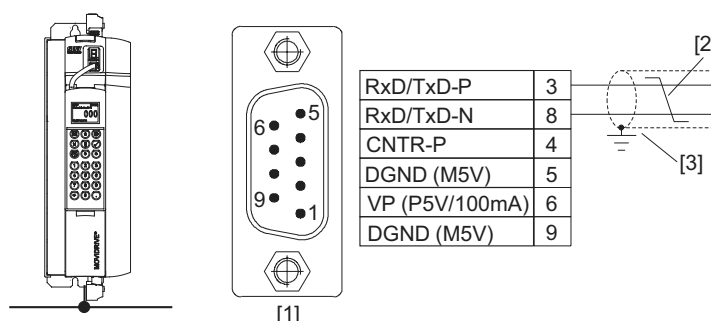 000
MOVIDRIVE®
6
5
9
1
[1]
RxD/TxD-P 3
RxD/TxD-N 8
CNTR-P 4
DGND (M5V) 5
VP (P5V/100mA) 6
DGND (M5V) 9
[2
[3]